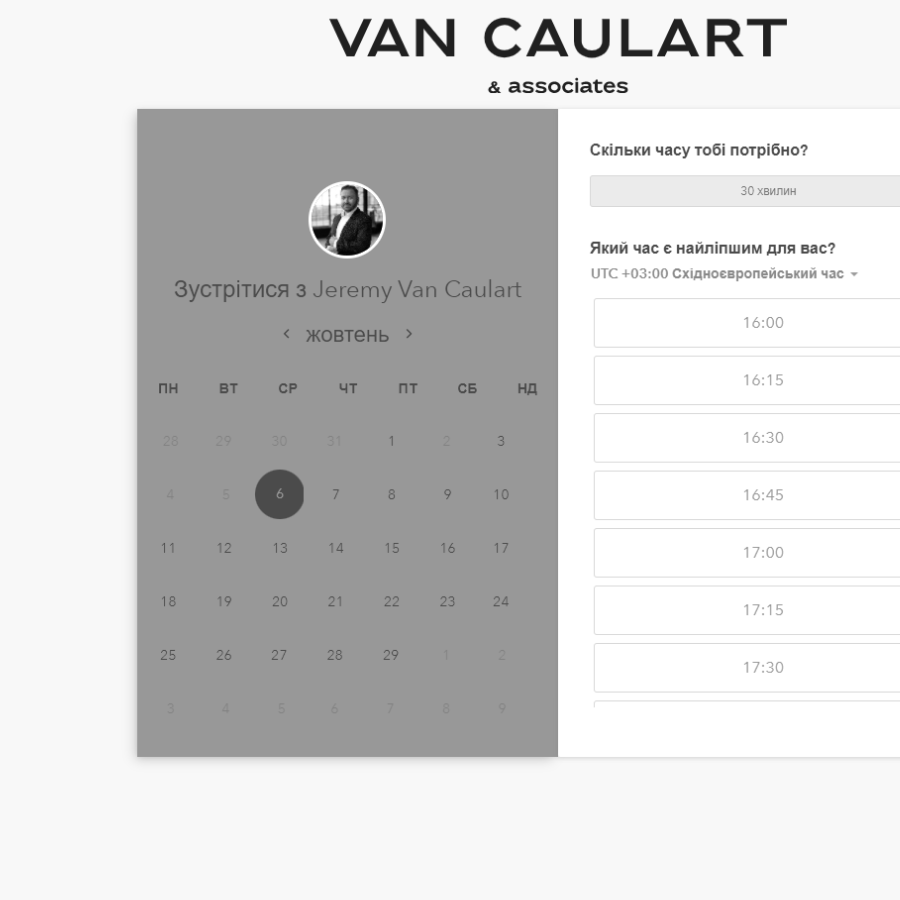 VAN CAULART
& associates
Зустрітися з Jeremy Van Caulart
жовтень
ПН ВТ СР ЧТ ПТ СБ НД
28 29 30 31 1 2 3
4 5 6 7 8 9 10
11 12 13 14 15 16 17
18 19 20 21 22 23 24
25 26 27 28 29 1 2
3 4 5 6 7 8 9
Скільки часу тобі потрібно?
30 хвилин
Який час є найліпшим для вас?
UTC +03:00 Східноєвропейський час
16:00
16:15
16:30
16:45
17:00
17:15
17:30